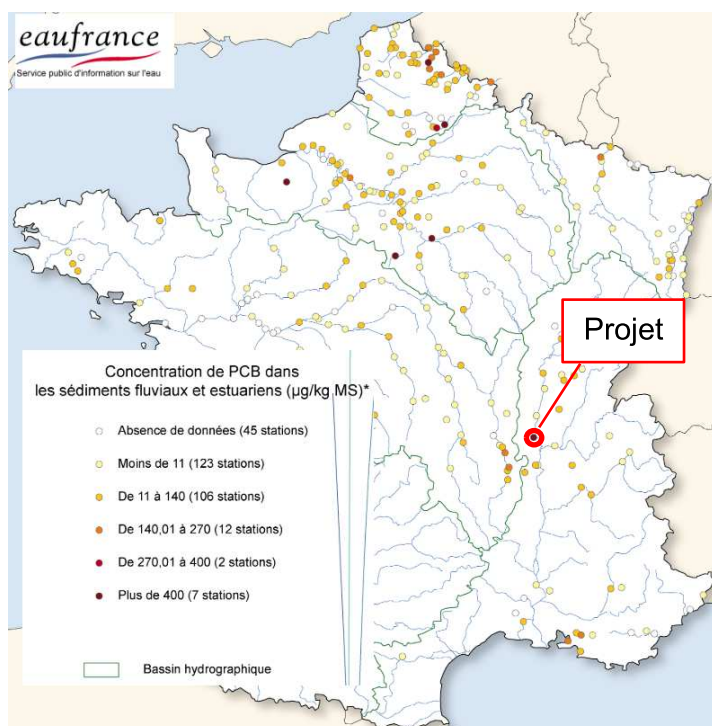 eaufrance
Service public d'information sur l'eau
Projet
Concentration de PCB dans
les sédiments fluviaux et estuariens (µg/kg MS)*
Absence de données (45 stations)
Moins de 11 (123 stations)
De 11 à 140 (106 stations)
De 140,01 à 270 (12 stations)
De 270,01 à 400 (2 stations)
Plus de 400 (7 stations)
Bassin hydrographique